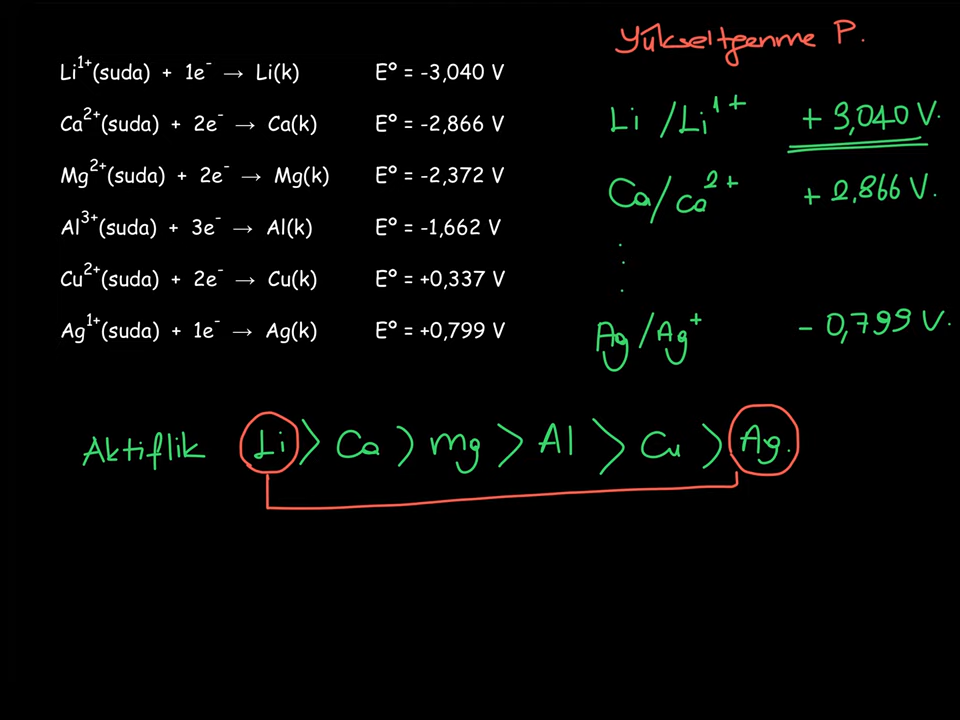 Yükseltgenme P.
Li¹⁺(suda) + 1e⁻ → Li(k) E° = -3,040 V
Ca²⁺(suda) + 2e⁻ → Ca(k) E° = -2,866 V
Mg²⁺(suda) + 2e⁻ → Mg(k) E° = -2,372 V
Al³⁺(suda) + 3e⁻ → Al(k) E° = -1,662 V
Cu²⁺(suda) + 2e⁻ → Cu(k) E° = +0,337 V
Ag¹⁺(suda) + 1e⁻ → Ag(k) E° = +0,799 V
Li / Li¹⁺ + 3,040 V.
Ca / Ca²⁺ + 2,866 V.
Ag / Ag⁺ - 0,799 V.
Aktiflik Li > Ca > Mg > Al > Cu > Ag.